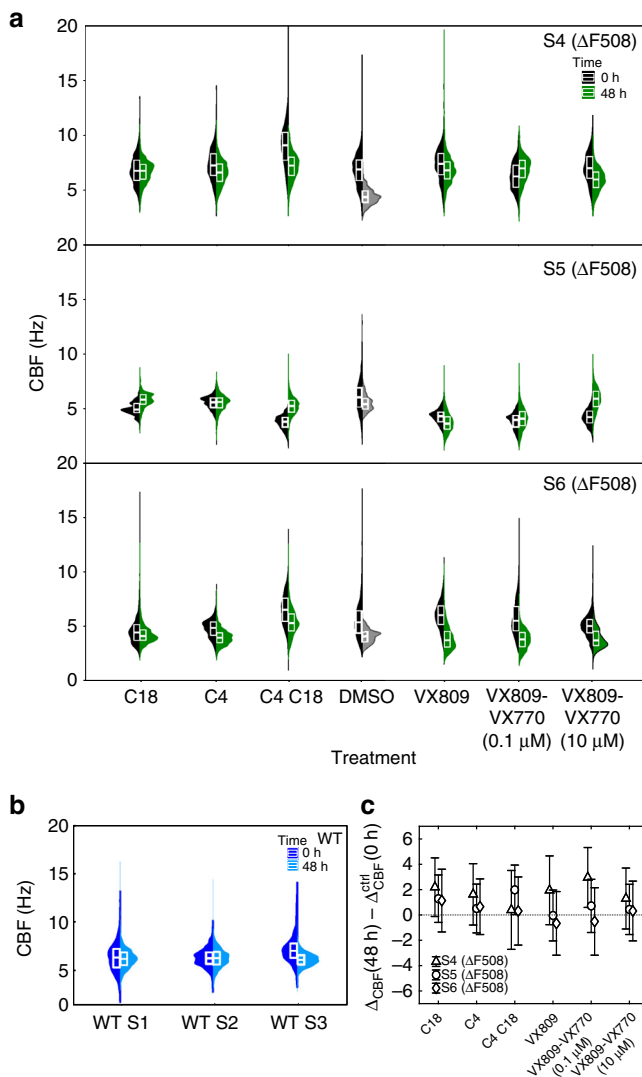 a
S4 (ΔF508)
Time
0 h
48 h
20
15
10
5
S5 (ΔF508)
20
15
10
5
CBF (Hz)
S6 (ΔF508)
20
15
10
5
0
C18 C4 C4 C18 DMSO VX809 VX809- VX809-
VX770 VX770
(0.1 μM) (10 μM)
Treatment
b
WT
Time
0 h
48 h
20
15
10
5
0
CBF (Hz)
WT S1 WT S2 WT S3
c
ΔCBF(48 h) – ΔctrlCBF(0 h)
6
4
2
0
−2
−4
−6
S4 (ΔF508)
S5 (ΔF508)
S6 (ΔF508)
C18
C4
C4 C18
VX809
VX809-VX770
(0.1 μM)
VX809-VX770
(10 μM)